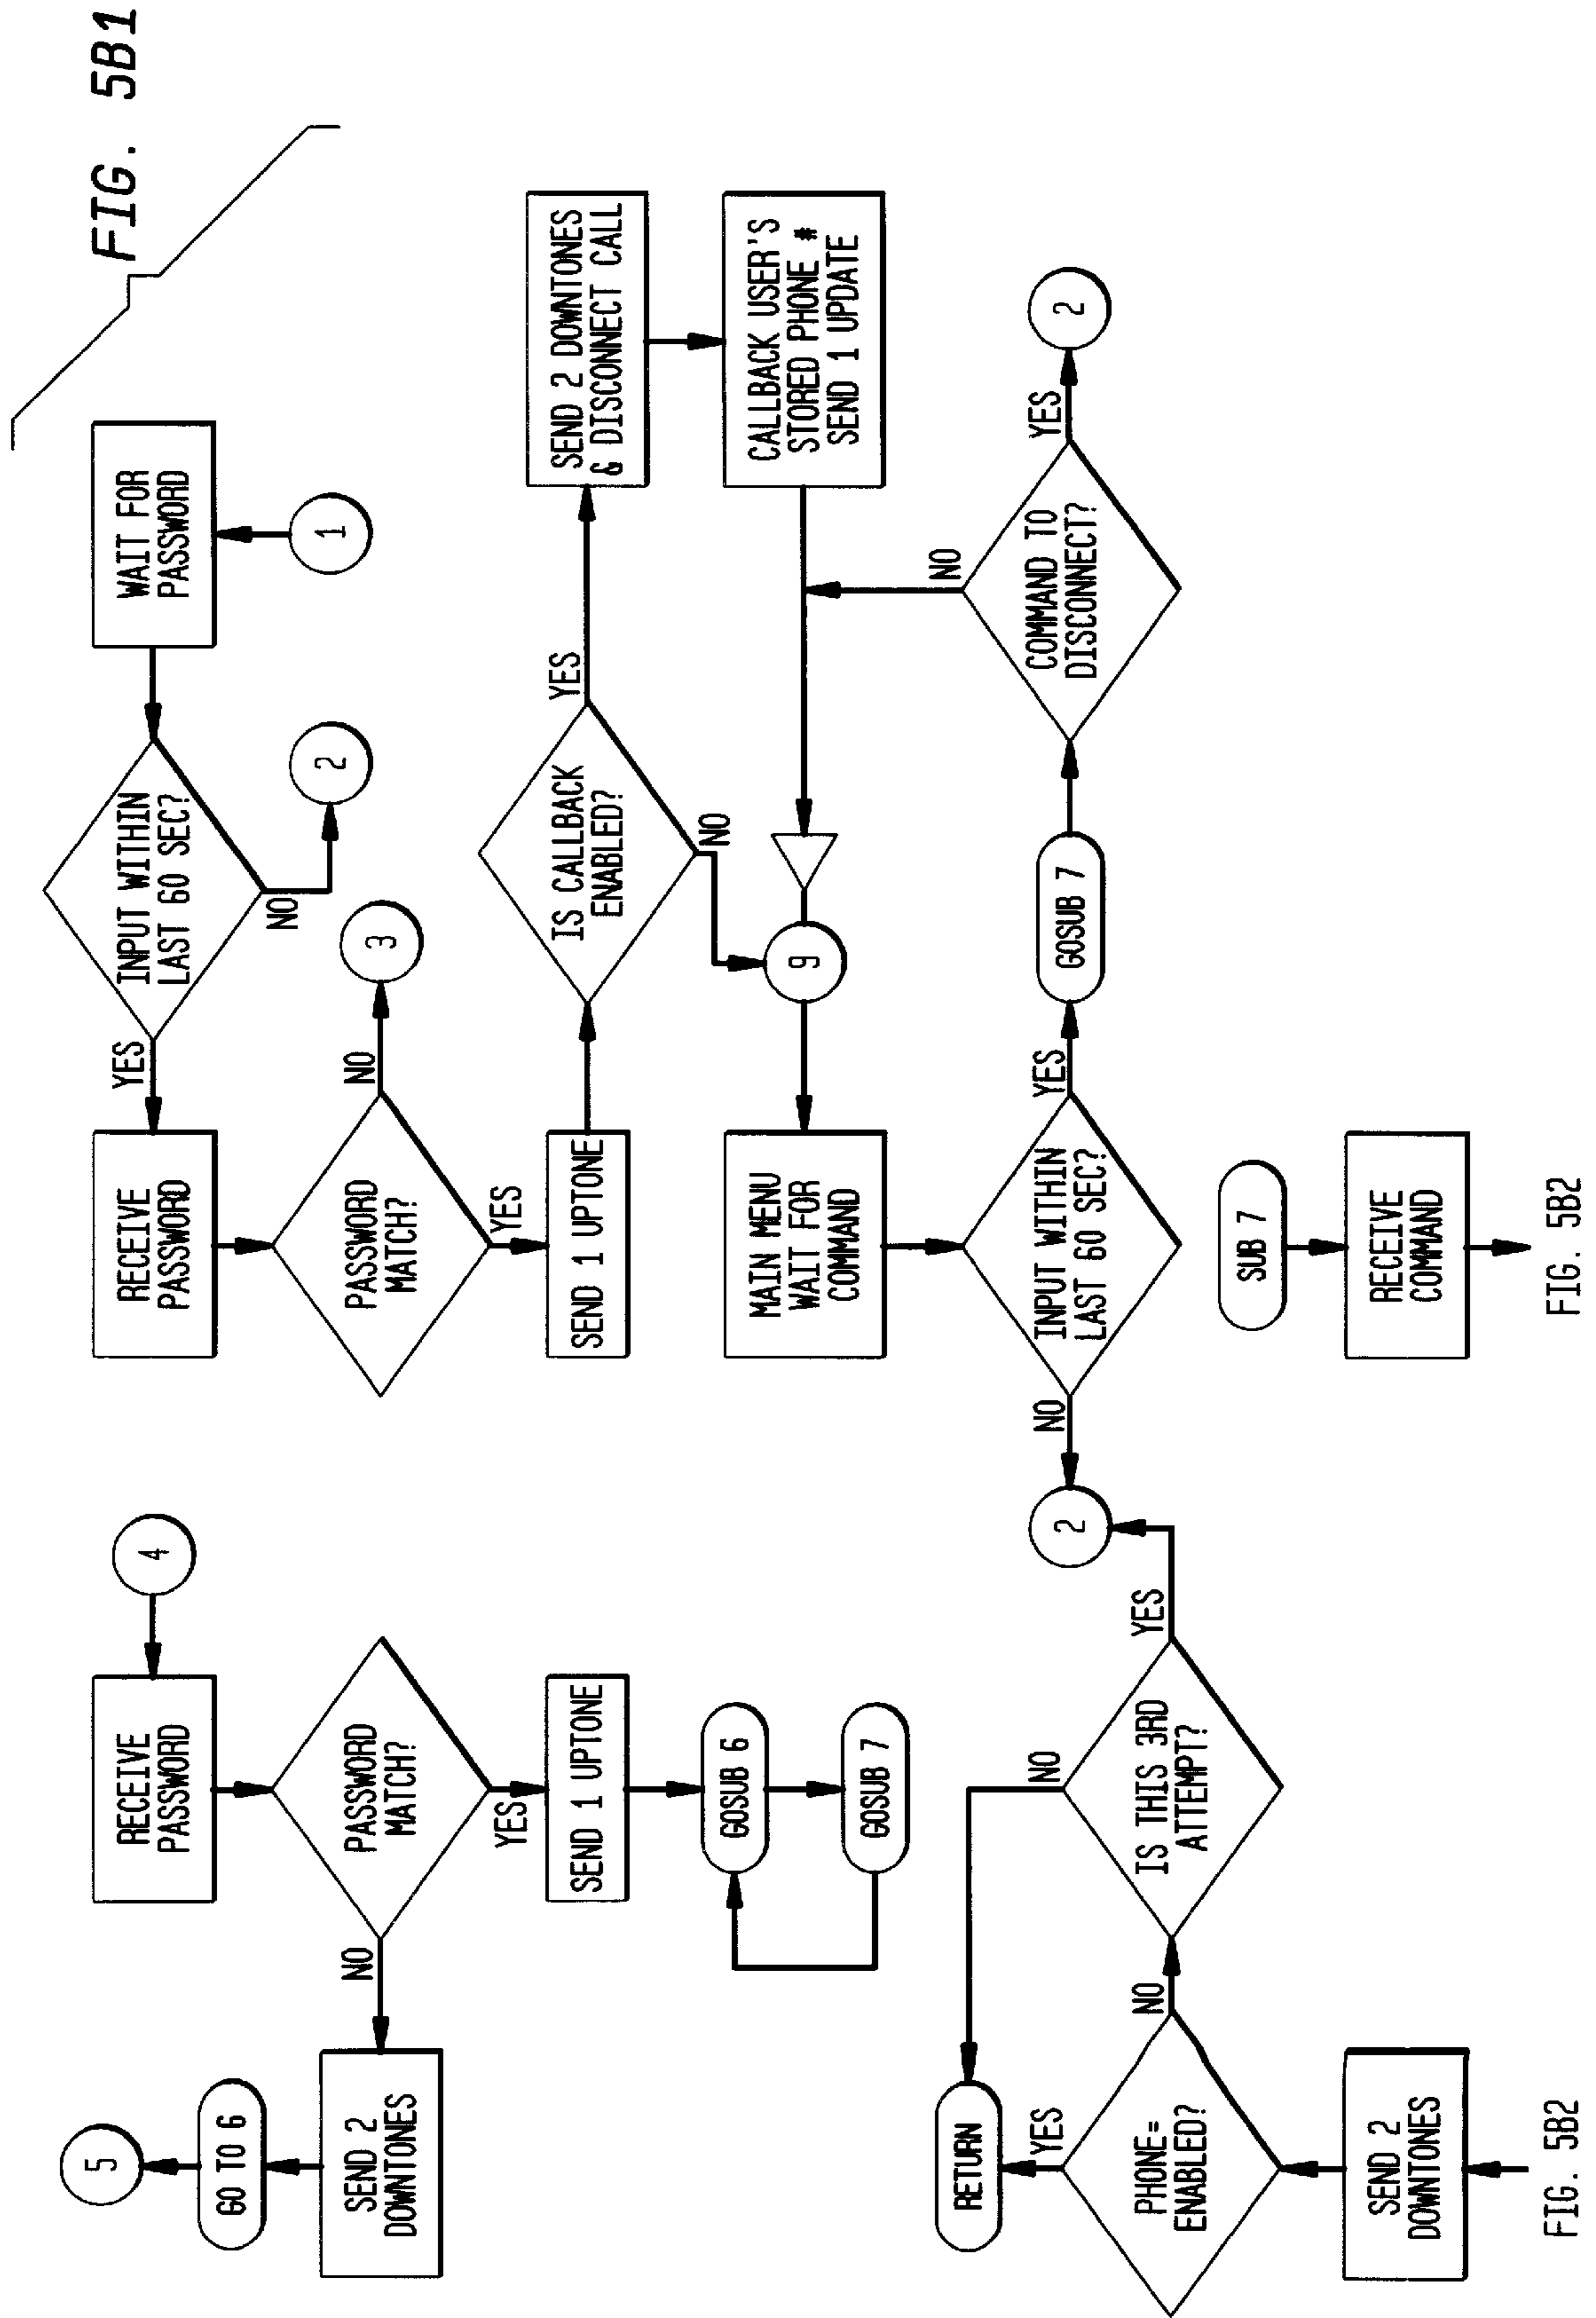 FIG. 5B1
5
GO TO 6
SEND 2
DOWNTONES
RECEIVE
PASSWORD
4
PASSWORD
MATCH?
NO
YES
SEND 1 UPTONE
GOSUB 6
GOSUB 7
RECEIVE
PASSWORD
YES
INPUT WITHIN
LAST 60 SEC?
NO
2
WAIT FOR
PASSWORD
1
PASSWORD
MATCH?
NO
3
YES
SEND 1 UPTONE
IS CALLBACK
ENABLED?
YES
NO
SEND 2 DOWNTONES
& DISCONNECT CALL
CALLBACK USER'S
STORED PHONE #
SEND 1 UPDATE
9
MAIN MENU
WAIT FOR
COMMAND
INPUT WITHIN
LAST 60 SEC?
NO
2
YES
GOSUB 7
COMMAND TO
DISCONNECT?
NO
YES
2
RETURN
YES
PHONE=
ENABLED?
NO
IS THIS 3RD
ATTEMPT?
NO
YES
SEND 2
DOWNTONES
FIG. 5B2
SUB 7
RECEIVE
COMMAND
FIG. 5B2